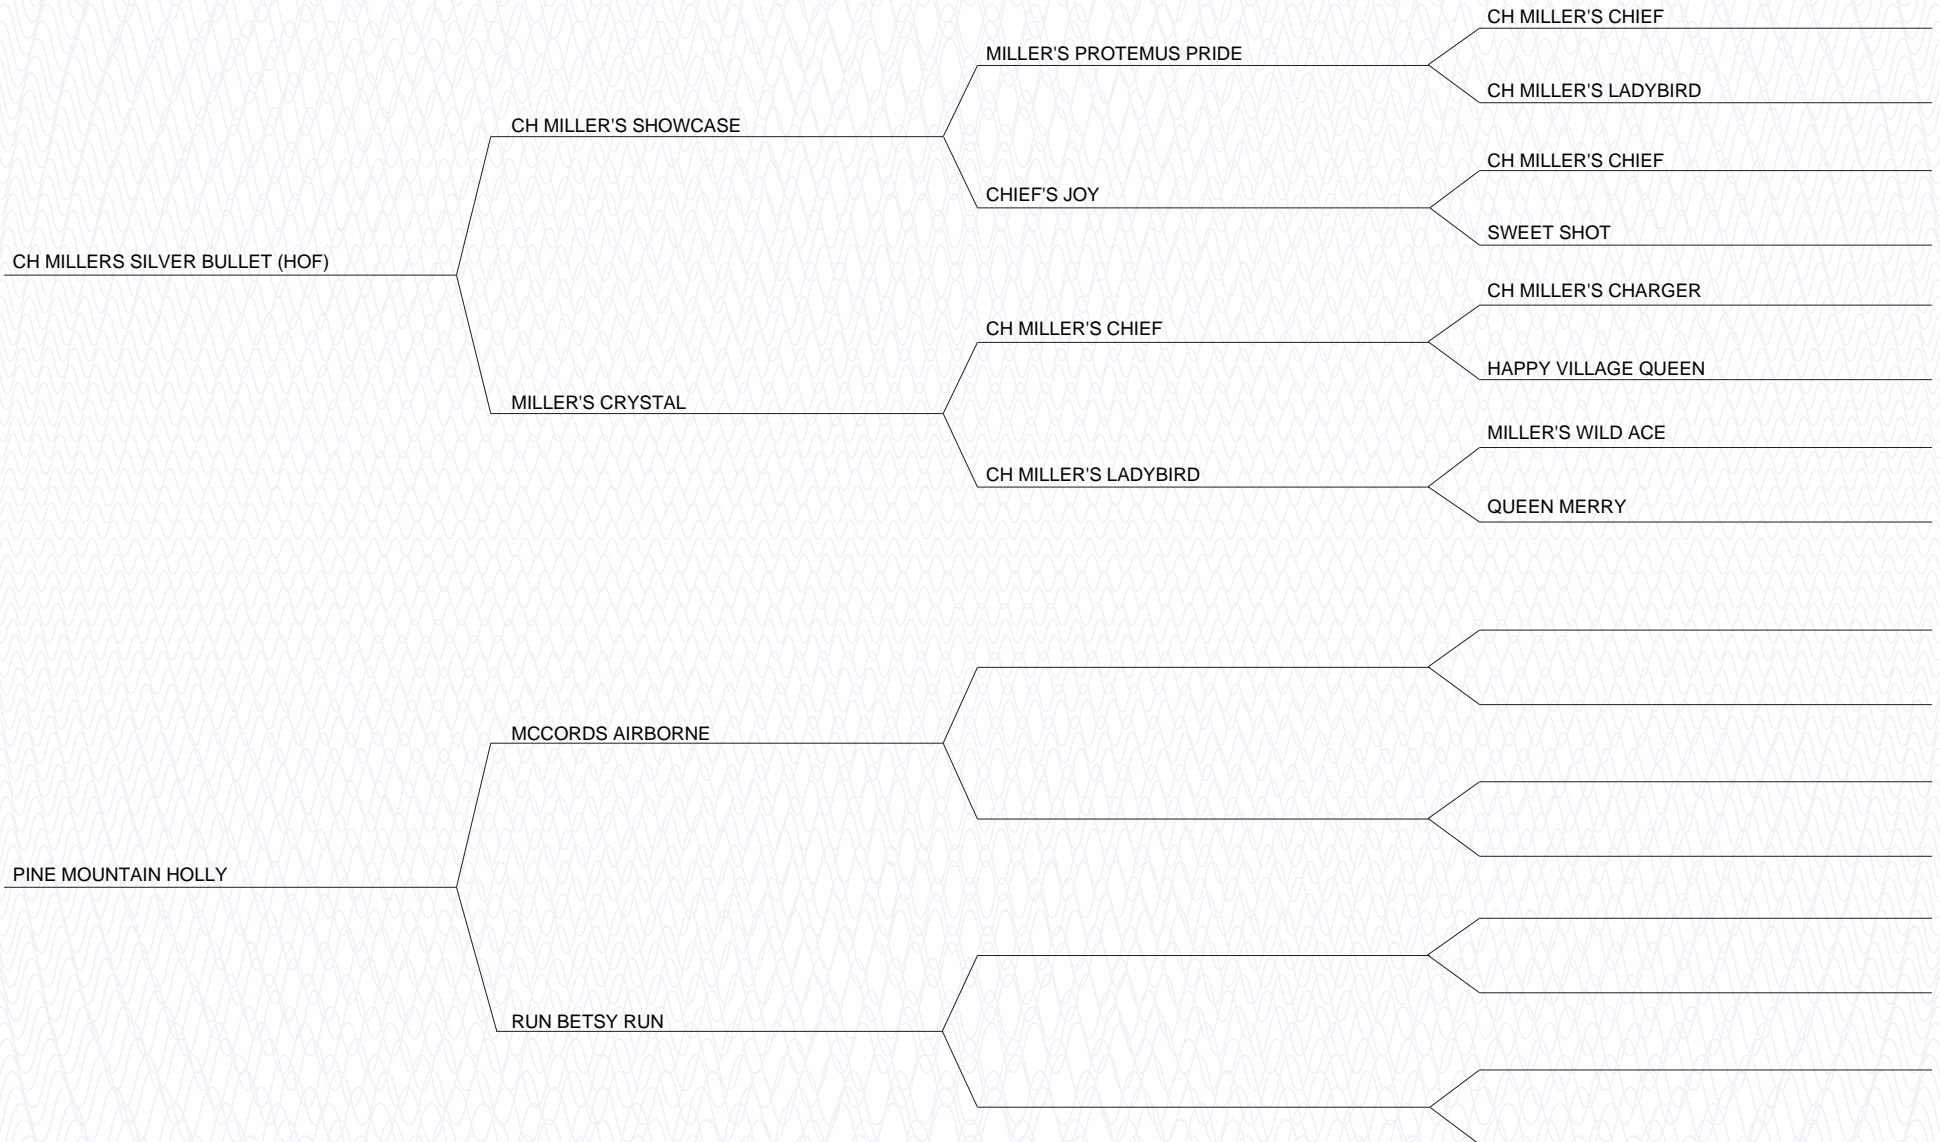 CH MILLER'S CHIEF
MILLER'S PROTEMUS PRIDE
CH MILLER'S LADYBIRD
CH MILLER'S SHOWCASE
CH MILLER'S CHIEF
CHIEF'S JOY
SWEET SHOT
CH MILLERS SILVER BULLET (HOF)
CH MILLER'S CHARGER
CH MILLER'S CHIEF
HAPPY VILLAGE QUEEN
MILLER'S CRYSTAL
MILLER'S WILD ACE
CH MILLER'S LADYBIRD
QUEEN MERRY
MCCORDS AIRBORNE
PINE MOUNTAIN HOLLY
RUN BETSY RUN